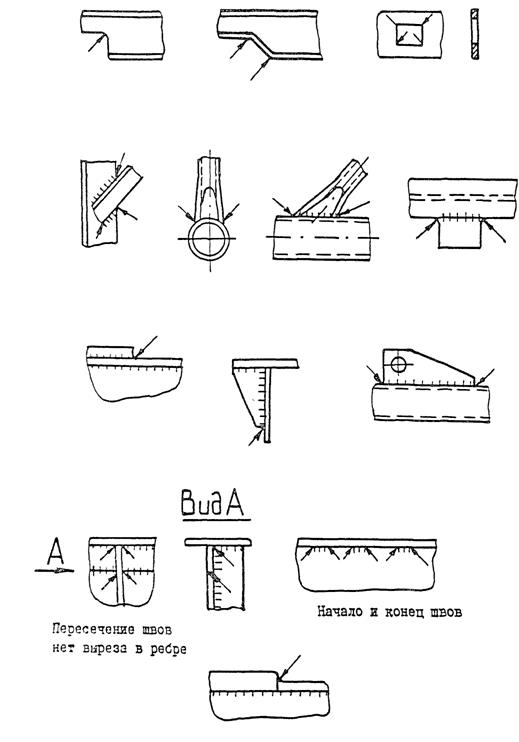 Вид А
А
Пересечение швов
нет выреза в ребре
Начало и конец швов